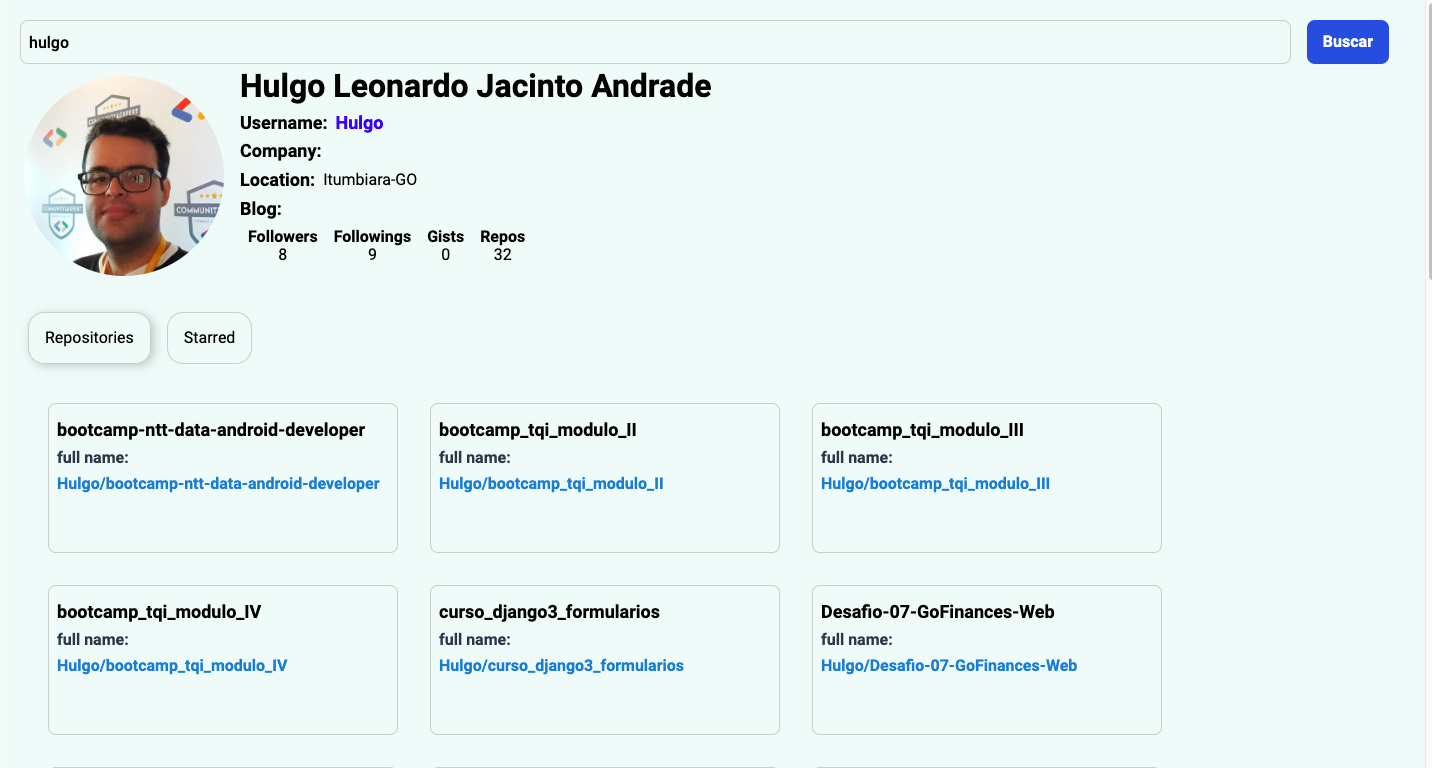 hulgo
Buscar
Hulgo Leonardo Jacinto Andrade
Username: Hulgo
Company:
Location: Itumbiara-GO
Blog:
Followers Followings Gists Repos
8 9 0 32
Repositories Starred
bootcamp-ntt-data-android-developer
full name:
Hulgo/bootcamp-ntt-data-android-developer
bootcamp_tqi_modulo_II
full name:
Hulgo/bootcamp_tqi_modulo_II
bootcamp_tqi_modulo_III
full name:
Hulgo/bootcamp_tqi_modulo_III
bootcamp_tqi_modulo_IV
full name:
Hulgo/bootcamp_tqi_modulo_IV
curso_django3_formularios
full name:
Hulgo/curso_django3_formularios
Desafio-07-GoFinances-Web
full name:
Hulgo/Desafio-07-GoFinances-Web